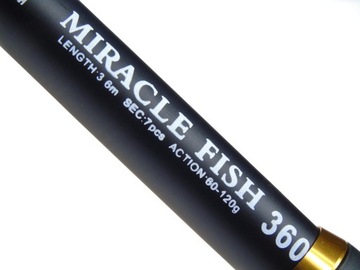 MIRACLE FISH 360
LENGTH:3 6m SEC:7pcs ACTION:60-120g